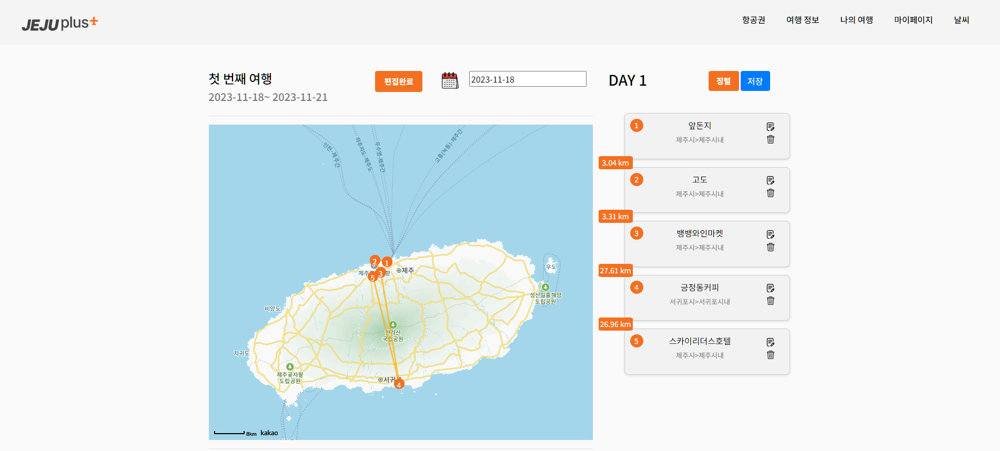 JEJU plus+
항공권
여행 정보
나의 여행
마이페이지
날씨
첫 번째 여행
2023-11-18~ 2023-11-21
편집완료
2023-11-18
DAY 1
정렬
저장
인천-제주간
하추자도-제주도
우수영-제주간
고흥(녹동)-제주간
2
1
제주
항
3
5
제주
우도
성산일출해양
도립공원
비양도
한라산
국립공원
차귀도
제주곶자왈
도립공원
서귀포
4
8km
kakao
1
앞돈지
제주시>제주시내
3.04 km
2
고도
제주시>제주시내
3.31 km
3
뱅뱅와인마켓
제주시>제주시내
27.61 km
4
긍정동커피
서귀포시>서귀포시내
26.96 km
5
스카이리더스호텔
제주시>제주시내